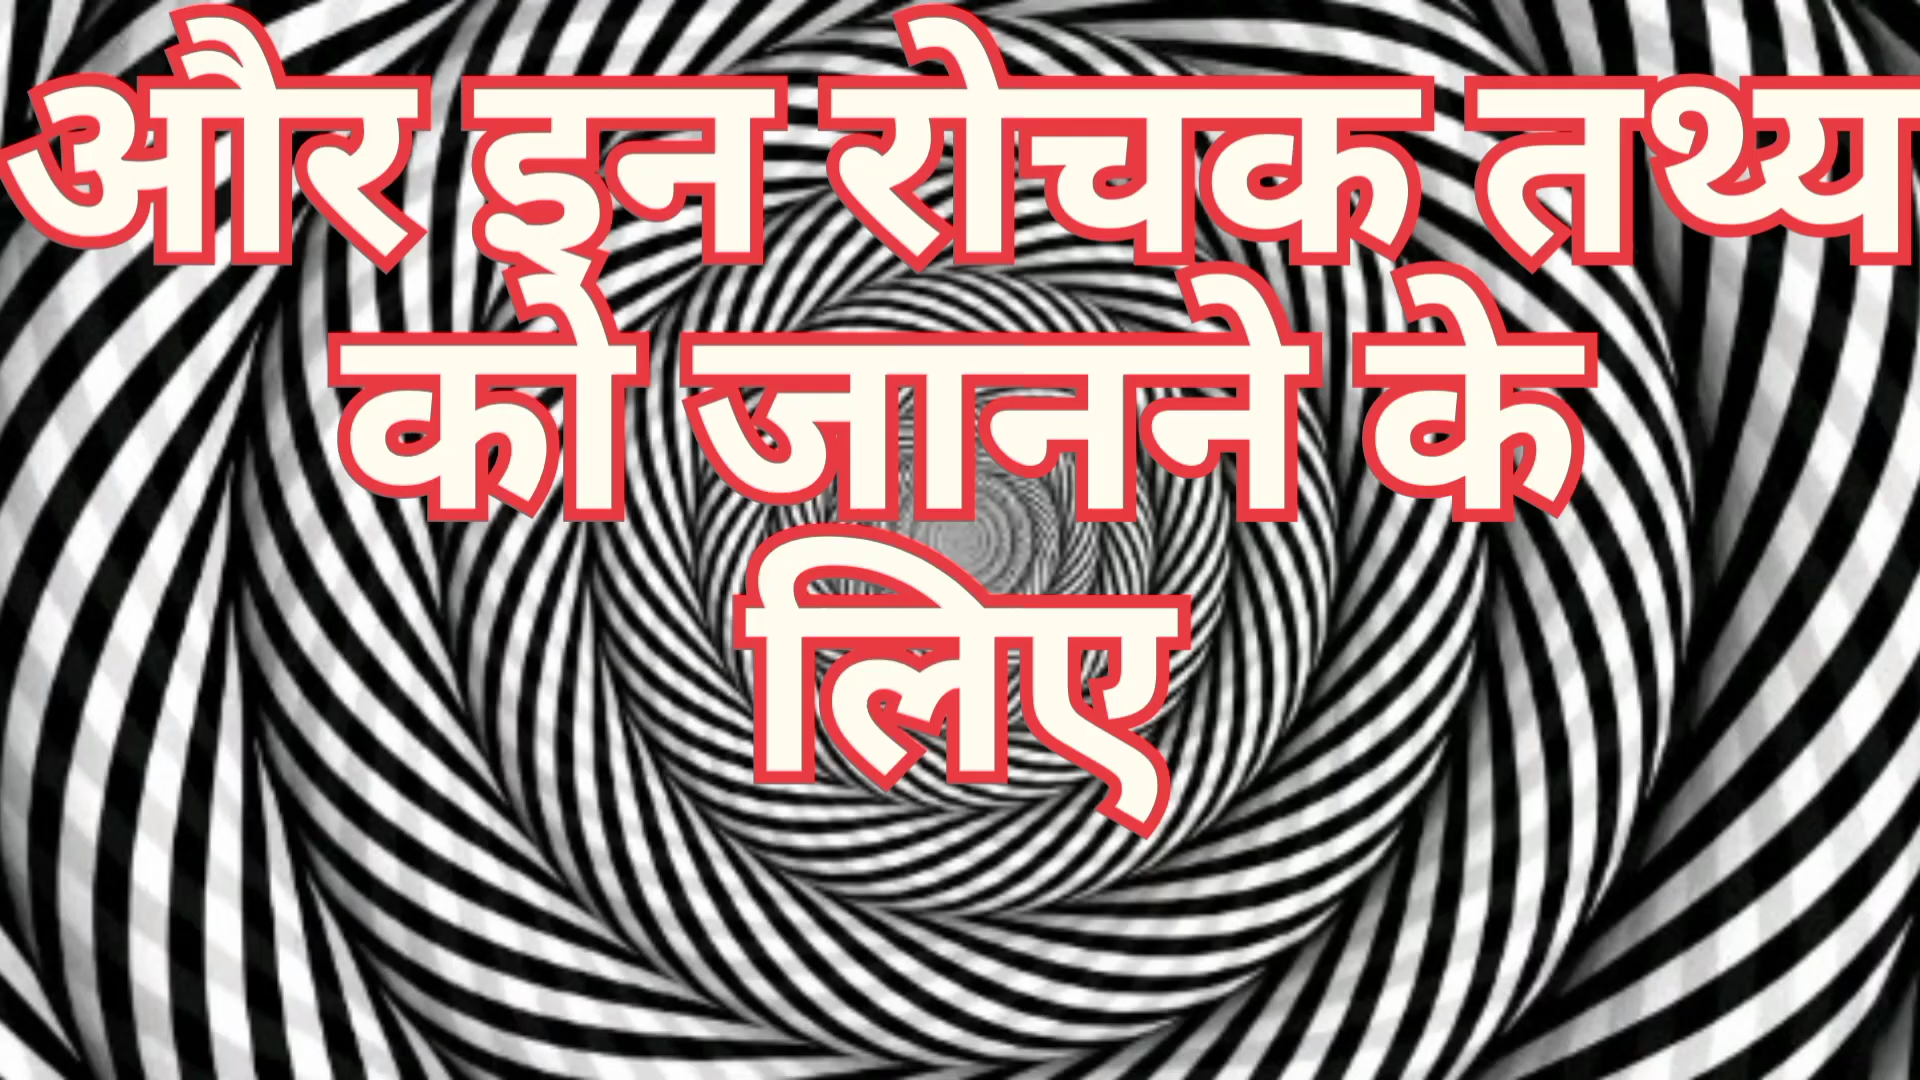 और इन रोचक तथ्य
को जानने के
लिए